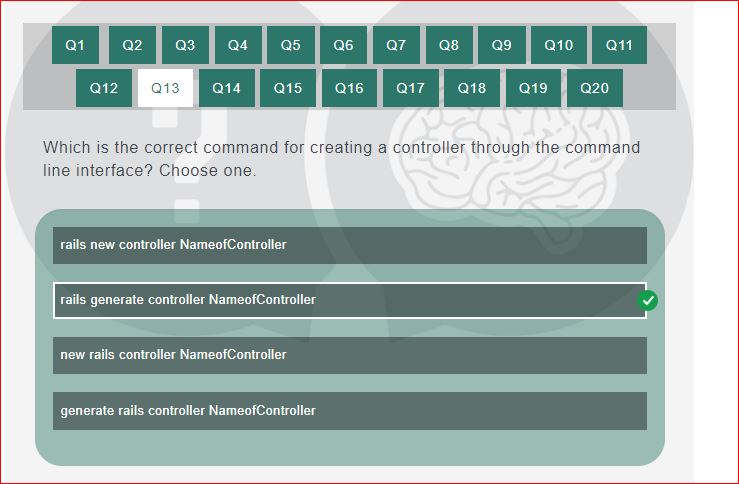 Q1 Q2 Q3 Q4 Q5 Q6 Q7 Q8 Q9 Q10 Q11
Q12 Q13 Q14 Q15 Q16 Q17 Q18 Q19 Q20
Which is the correct command for creating a controller through the command
line interface? Choose one.
rails new controller NameofController
rails generate controller NameofController
new rails controller NameofController
generate rails controller NameofController